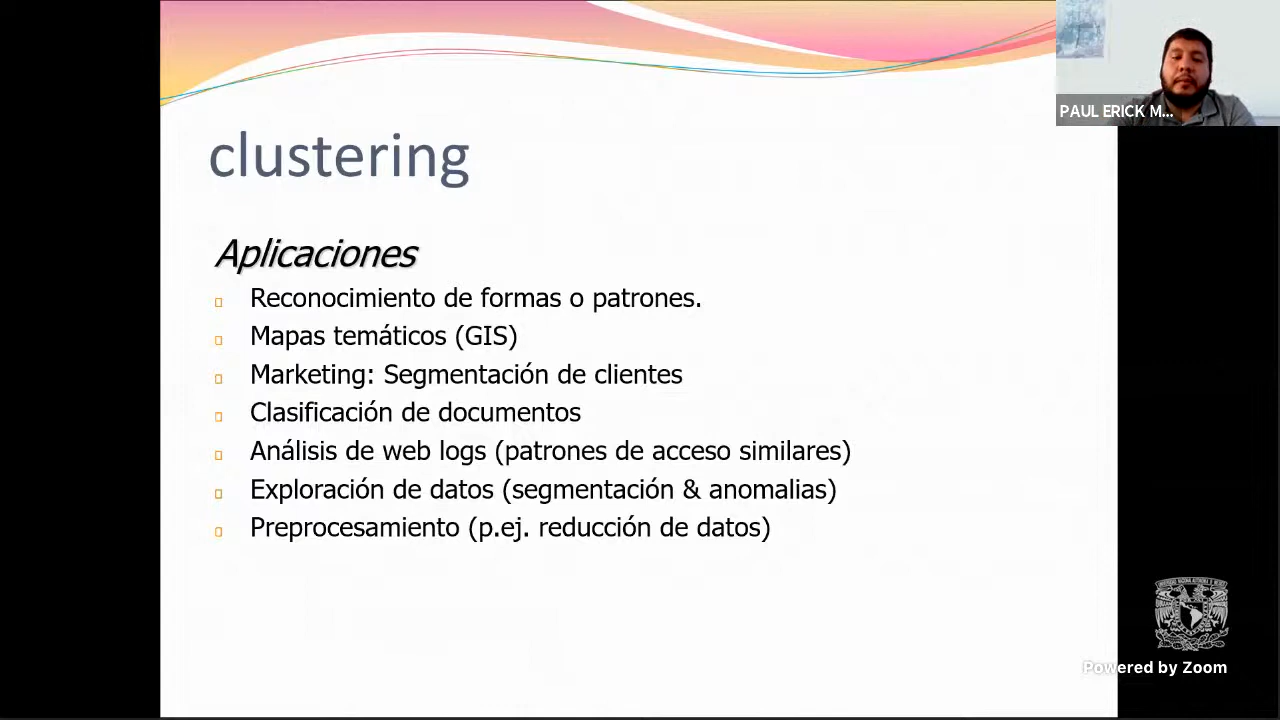 PAUL ERICK M...
clustering
Aplicaciones
Reconocimiento de formas o patrones.
Mapas temáticos (GIS)
Marketing: Segmentación de clientes
Clasificación de documentos
Análisis de web logs (patrones de acceso similares)
Exploración de datos (segmentación & anomalias)
Preprocesamiento (p.ej. reducción de datos)
Powered by Zoom